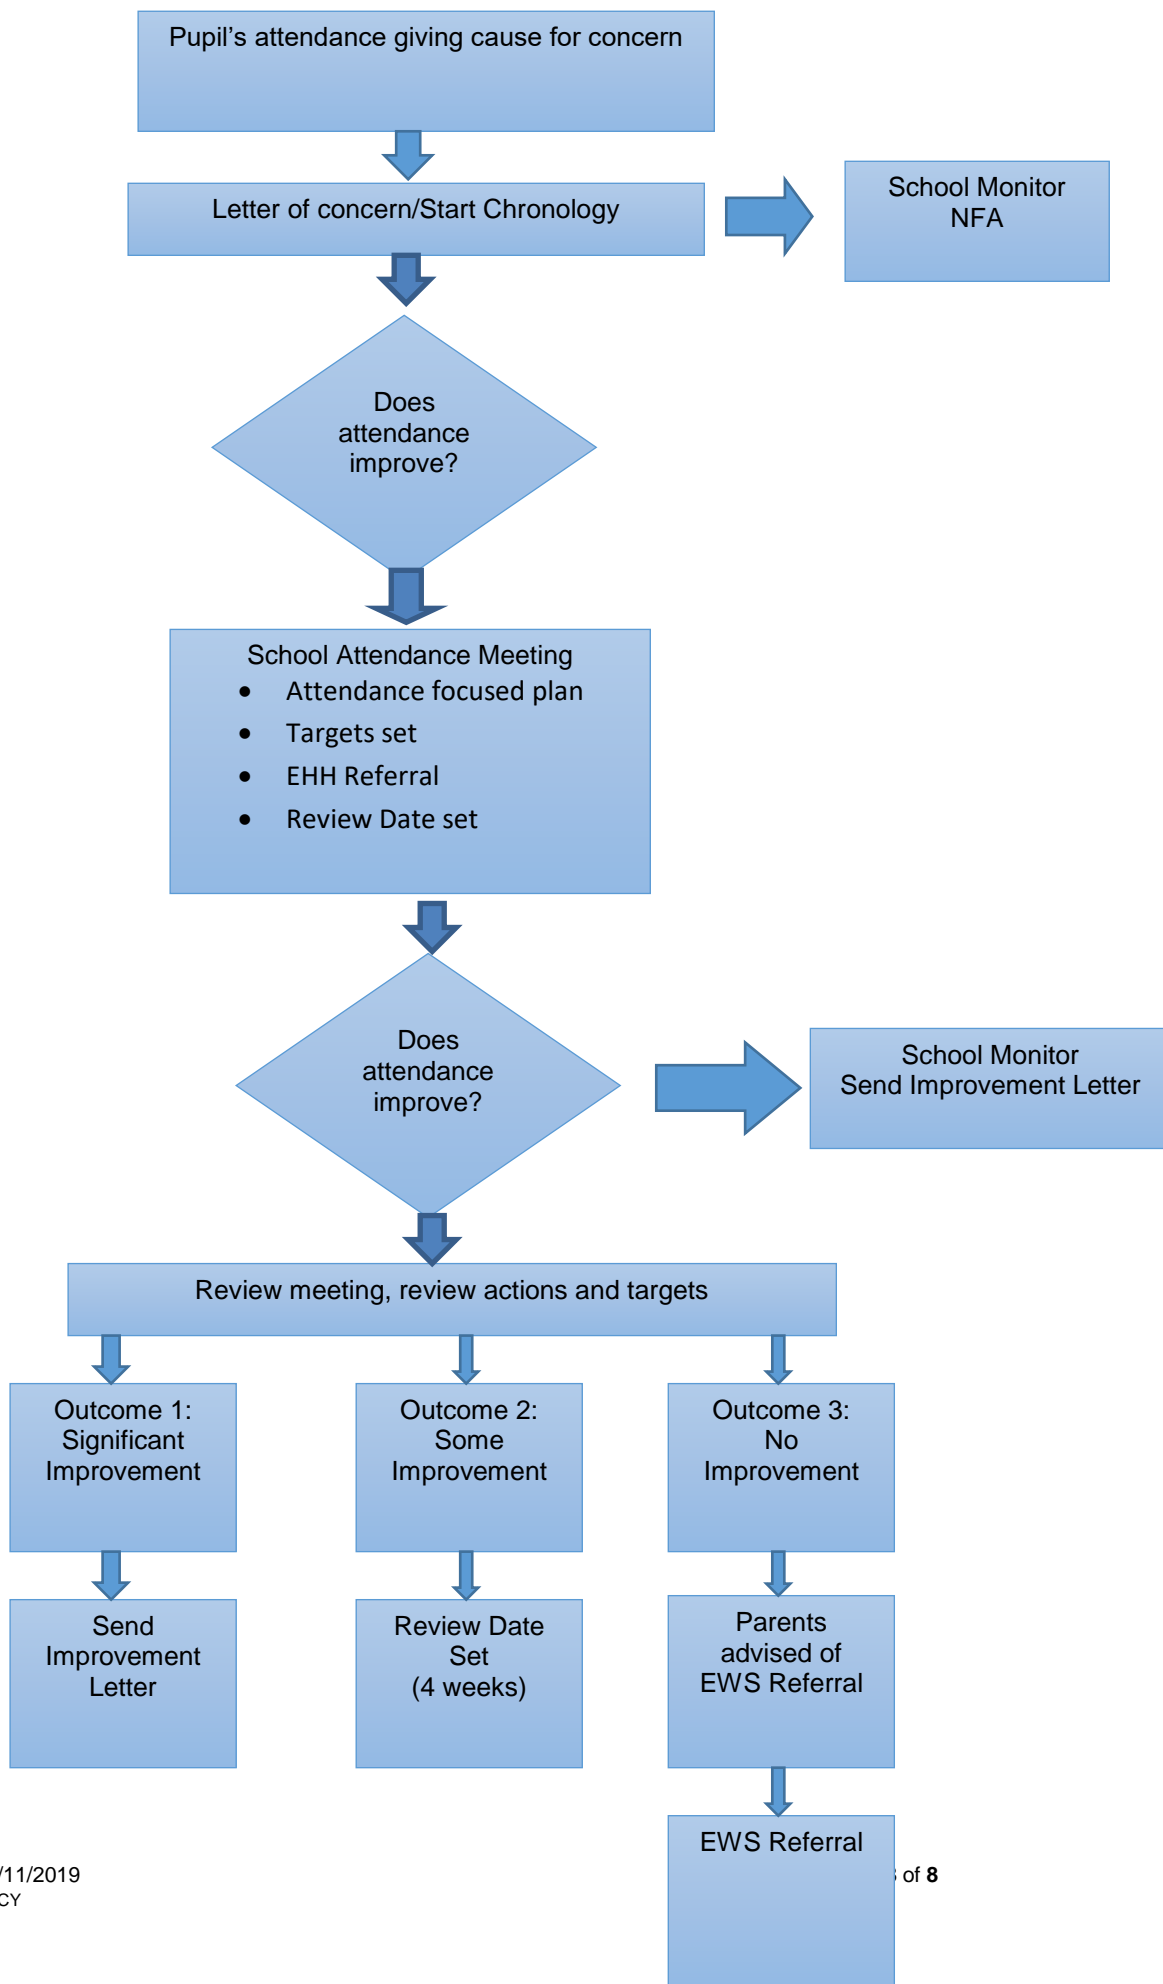 Pupil’s attendance giving cause for concern
Letter of concern/Start Chronology
School Monitor
NFA
Does
attendance
improve?
School Attendance Meeting
• Attendance focused plan
• Targets set
• EHH Referral
• Review Date set
Does
attendance
improve?
School Monitor
Send Improvement Letter
Review meeting, review actions and targets
Outcome 1:
Significant
Improvement
Outcome 2:
Some
Improvement
Outcome 3:
No
Improvement
Send
Improvement
Letter
Review Date
Set
(4 weeks)
Parents
advised of
EWS Referral
EWS Referral
/11/2019
CY
of 8